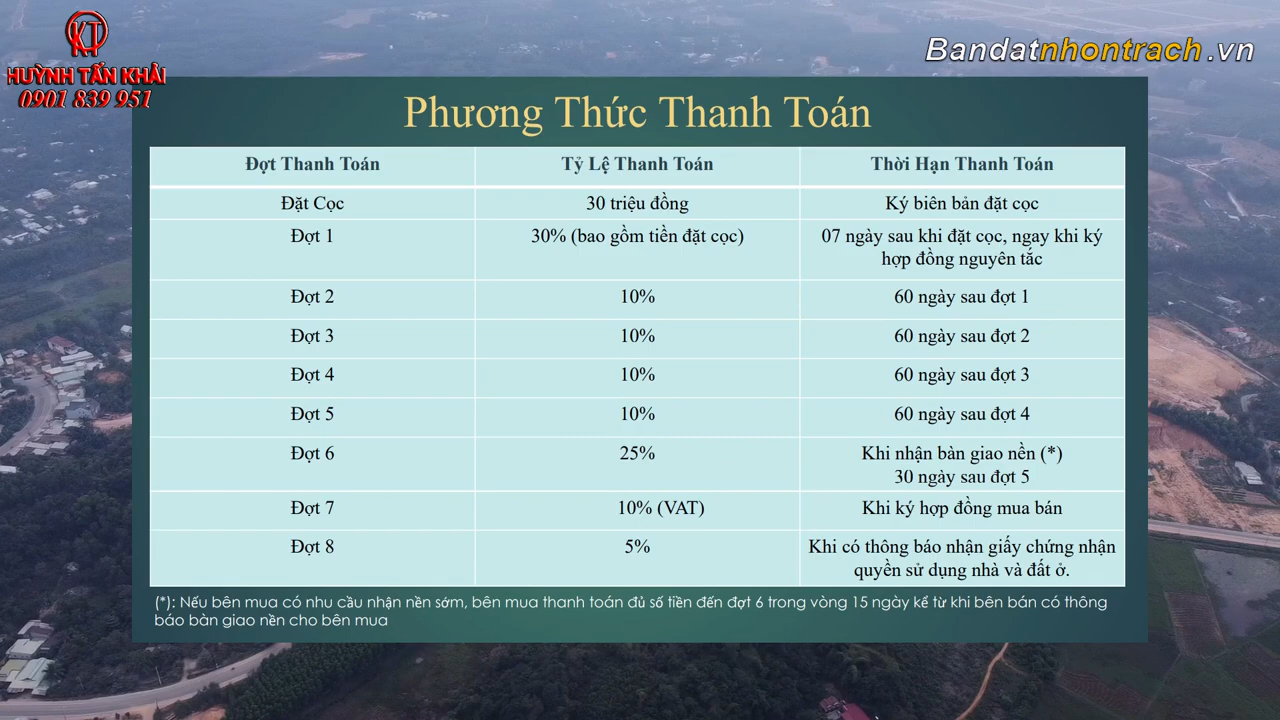 KT
HUỲNH TẤN KHẢI
0901 839 951
Bandatnhontrach.vn
Phương Thức Thanh Toán
Đợt Thanh Toán Tỷ Lệ Thanh Toán Thời Hạn Thanh Toán
Đặt Cọc 30 triệu đồng Ký biên bản đặt cọc
Đợt 1 30% (bao gồm tiền đặt cọc) 07 ngày sau khi đặt cọc, ngay khi ký
hợp đồng nguyên tắc
Đợt 2 10% 60 ngày sau đợt 1
Đợt 3 10% 60 ngày sau đợt 2
Đợt 4 10% 60 ngày sau đợt 3
Đợt 5 10% 60 ngày sau đợt 4
Đợt 6 25% Khi nhận bàn giao nền (*)
30 ngày sau đợt 5
Đợt 7 10% (VAT) Khi ký hợp đồng mua bán
Đợt 8 5% Khi có thông báo nhận giấy chứng nhận
quyền sử dụng nhà và đất ở.
(*): Nếu bên mua có nhu cầu nhận nền sớm, bên mua thanh toán đủ số tiền đến đợt 6 trong vòng 15 ngày kể từ khi bên bán có thông
báo bàn giao nền cho bên mua